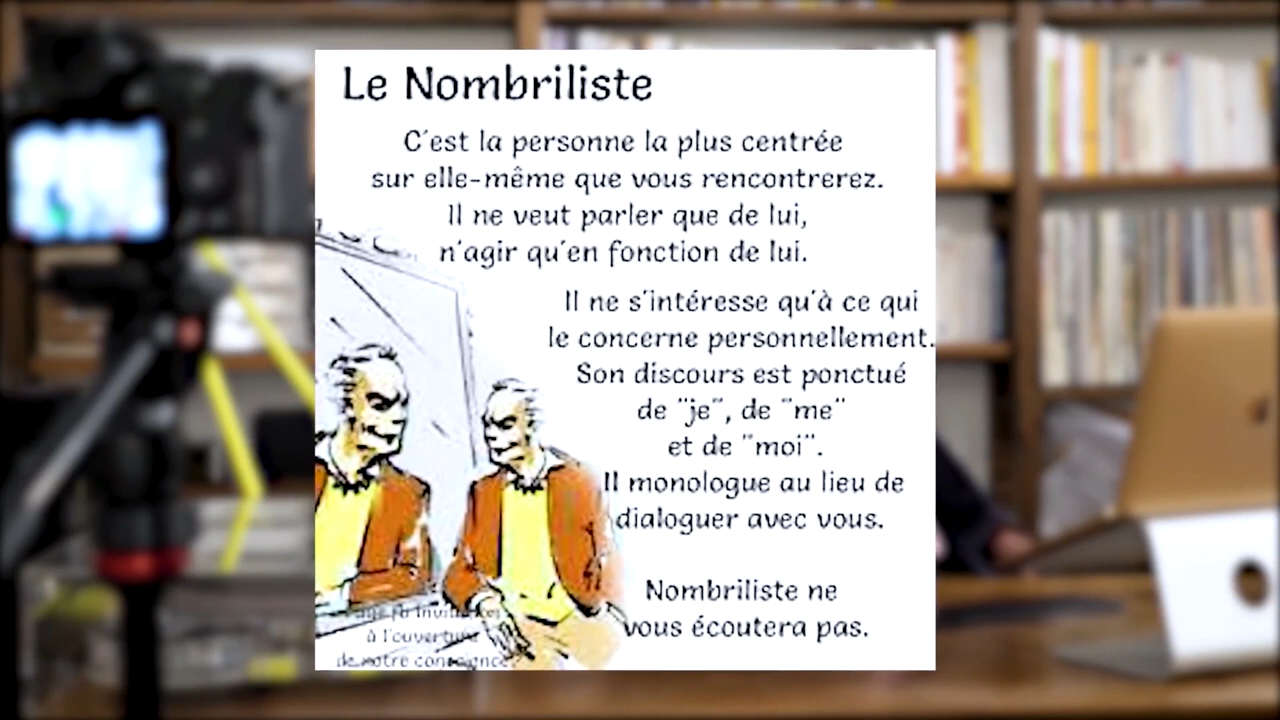 Le Nombriliste
C'est la personne la plus centrée
sur elle-même que vous rencontrerez.
Il ne veut parler que de lui,
n'agir qu'en fonction de lui.
Il ne s'intéresse qu'à ce qui
le concerne personnellement.
Son discours est ponctué
de "je", de "me"
et de "moi".
Il monologue au lieu de
dialoguer avec vous.
Nombriliste ne
vous écoutera pas.
à l'ouverture
de notre conscience